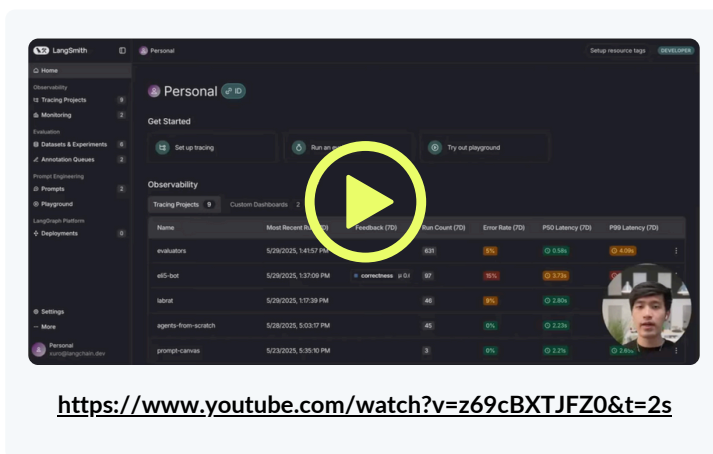 LangSmith
Personal
Setup resource tags
DEVELOPER
Home
Personal
ID
Observability
Tracing Projects 9
Monitoring 2
Get Started
Evaluation
Datasets & Experiments 6
Annotation Queues 2
Set up tracing
Run an
Try out playground
Prompt Engineering
Prompts 2
Playground
Observability
Tracing Projects 9
Custom Dashboards 2
LangGraph Platform
Deployments 0
Name Most Recent Feedback (7D) Run Count (7D) Error Rate (7D) P50 Latency (7D) P99 Latency (7D)
evaluators 5/29/2025, 1:41:57 PM 631 5% 0.58s 4.09s
eli5-bot 5/29/2025, 1:37:09 PM correctness 97 15% 3.73s
labrat 5/29/2025, 1:17:39 PM 46 9% 2.80s
agents-from-scratch 5/28/2025, 5:03:17 PM 45 0% 2.23s
prompt-canvas 5/23/2025, 5:35:10 PM 3 0% 2.21s
Settings
More
Personal
https://www.youtube.com/watch?v=z69cBXTJFZ0&t=2s